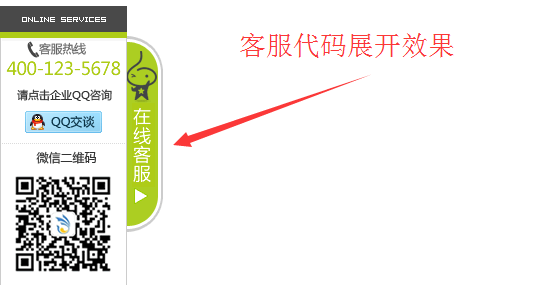 ONLINE SERVICES
客服热线
400-123-5678
请点击企业QQ咨询
QQ交谈
微信二维码
在线客服
客服代码展开效果